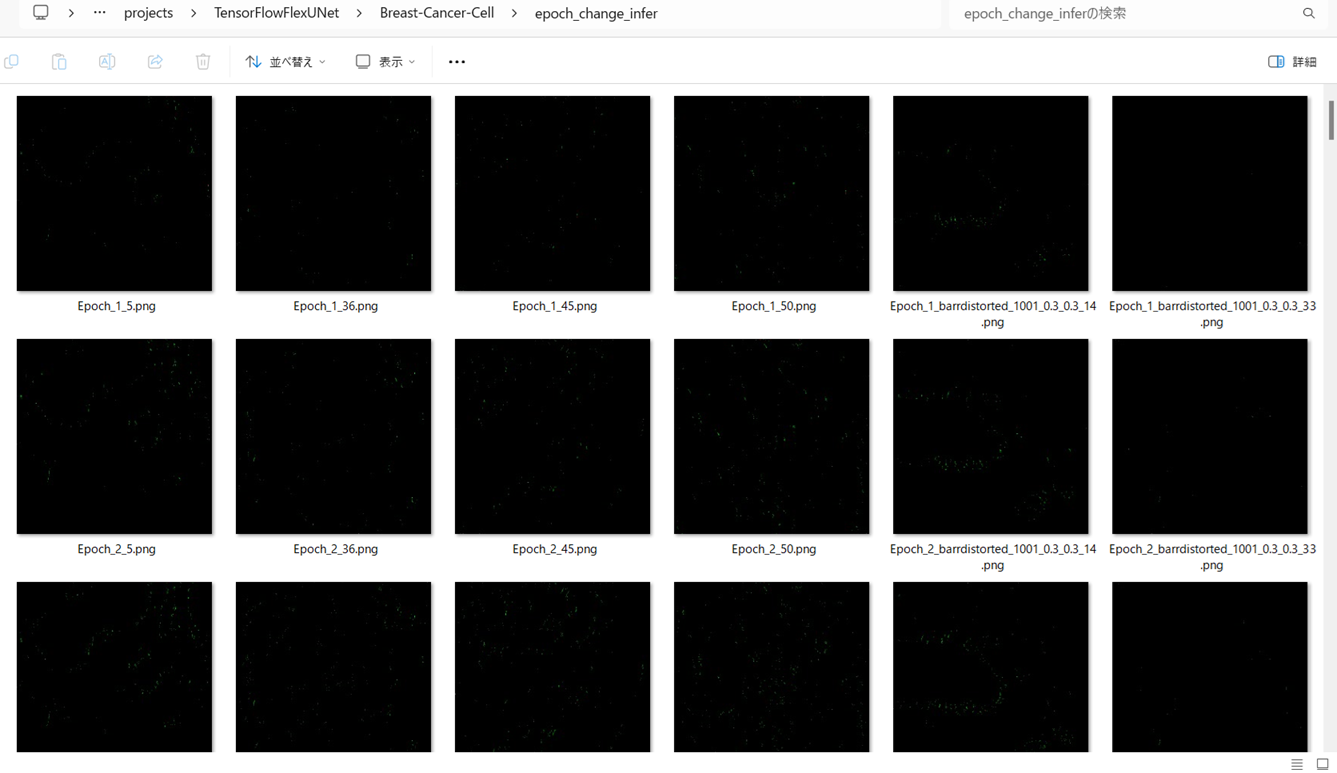 projects
TensorFlowFlexUNet
Breast-Cancer-Cell
epoch_change_infer
epoch_change_inferの検索
並べ替え
表示
詳細
Epoch_1_5.png
Epoch_1_36.png
Epoch_1_45.png
Epoch_1_50.png
Epoch_1_barrdistorted_1001_0.3_0.3_14
.png
Epoch_1_barrdistorted_1001_0.3_0.3_33
.png
Epoch_2_5.png
Epoch_2_36.png
Epoch_2_45.png
Epoch_2_50.png
Epoch_2_barrdistorted_1001_0.3_0.3_14
.png
Epoch_2_barrdistorted_1001_0.3_0.3_33
.png